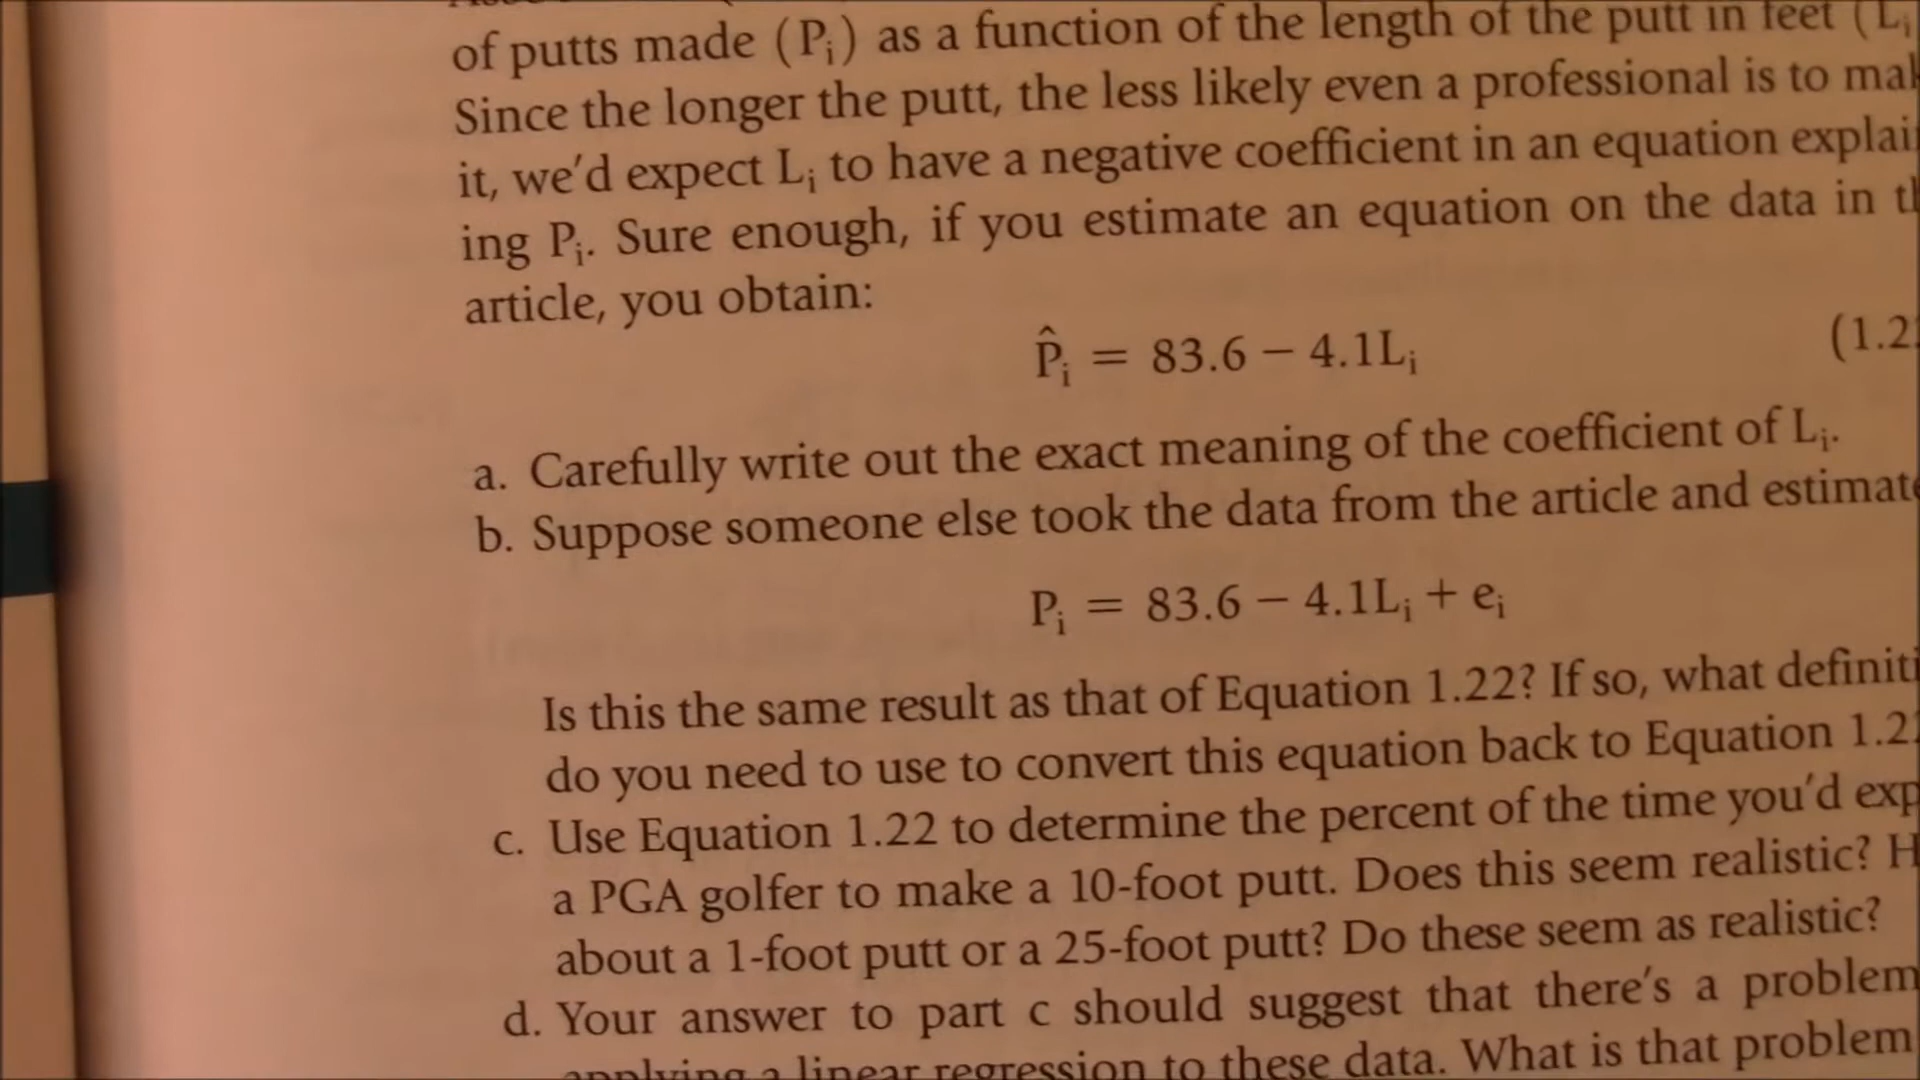 of putts made (Pᵢ) as a function of the length of the putt in feet (Lᵢ
Since the longer the putt, the less likely even a professional is to
it, we'd expect Lᵢ to have a negative coefficient in an equation
ing Pᵢ. Sure enough, if you estimate an equation on the data in
article, you obtain:
P̂ᵢ = 83.6 − 4.1Lᵢ (1.2
a. Carefully write out the exact meaning of the coefficient of Lᵢ.
b. Suppose someone else took the data from the article and
Pᵢ = 83.6 − 4.1Lᵢ + eᵢ
Is this the same result as that of Equation 1.22? If so, what
do you need to use to convert this equation back to Equation 1.2
c. Use Equation 1.22 to determine the percent of the time you'd
a PGA golfer to make a 10-foot putt. Does this seem realistic?
about a 1-foot putt or a 25-foot putt? Do these seem as realistic?
d. Your answer to part c should suggest that there's a problem
applying a linear regression to these data. What is that problem